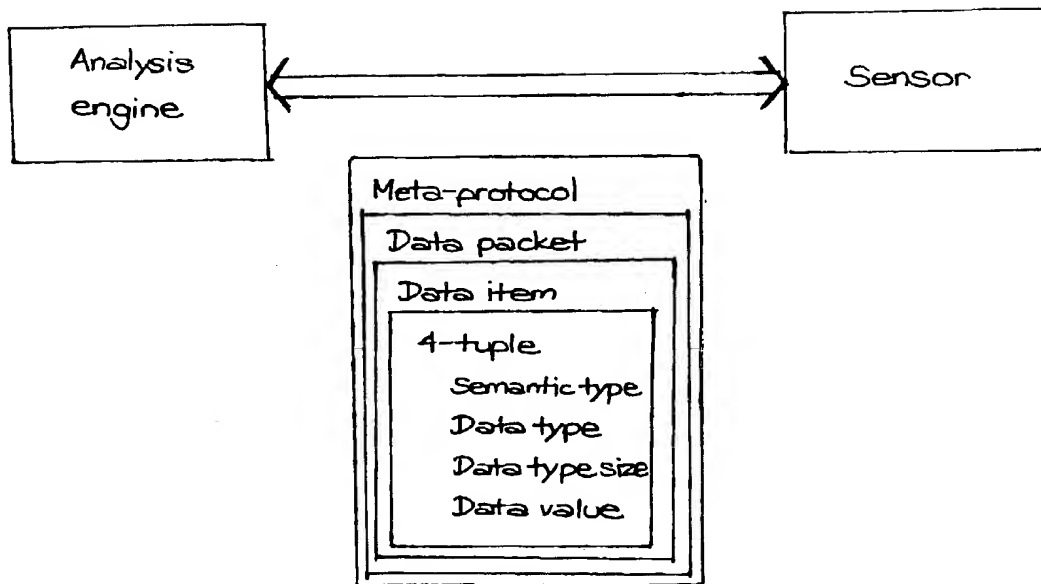 Analysis
engine
Sensor
Meta-protocol
Data packet
Data item
4-tuple
Semantic type
Data type
Data type size
Data value